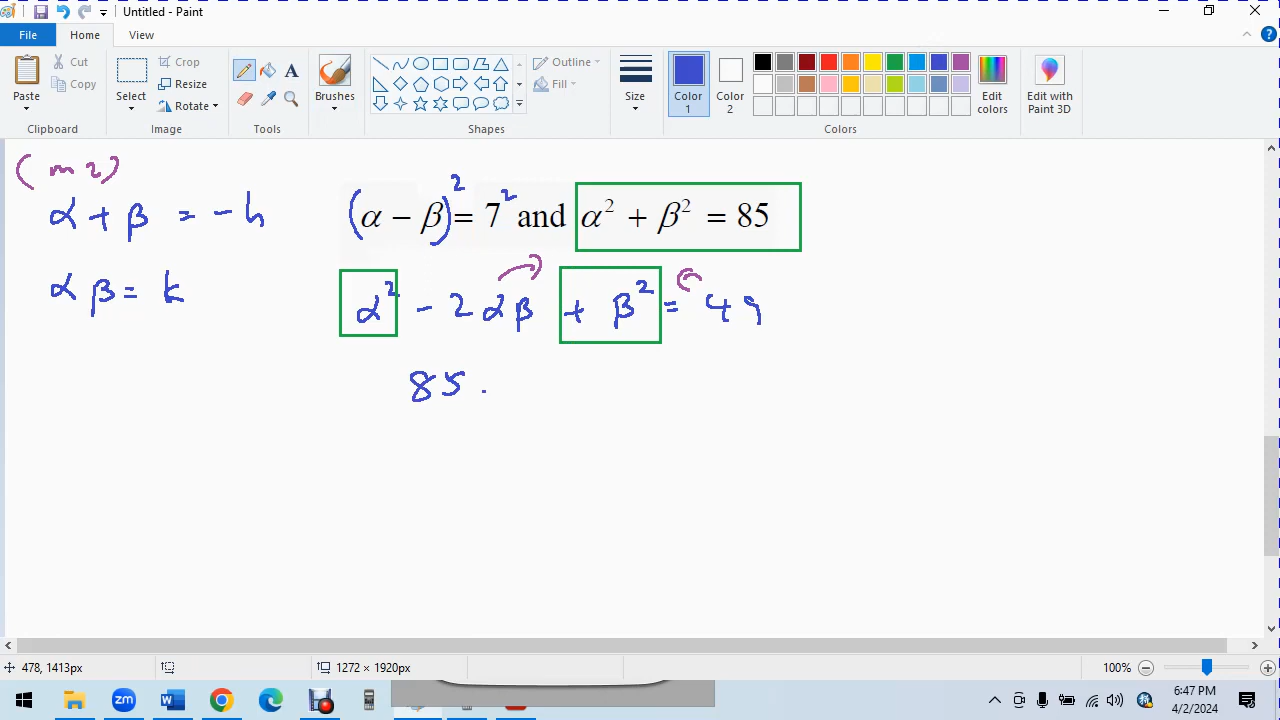 Untitled - Paint
File Home View
Paste Cut Copy Clipboard
Select Crop Resize Rotate Image
Tools
Brushes
Outline Fill Shapes
Size
Color 1 Color 2 Edit colors Colors
Edit with Paint 3D
(m2)
α + β = -h
αβ = k
(α − β)² = 7² and α² + β² = 85
α² - 2αβ + β² = 49
85 .
478, 1413px 1272 × 1920px 100%
zm W
6:47 PM
4/2/2024